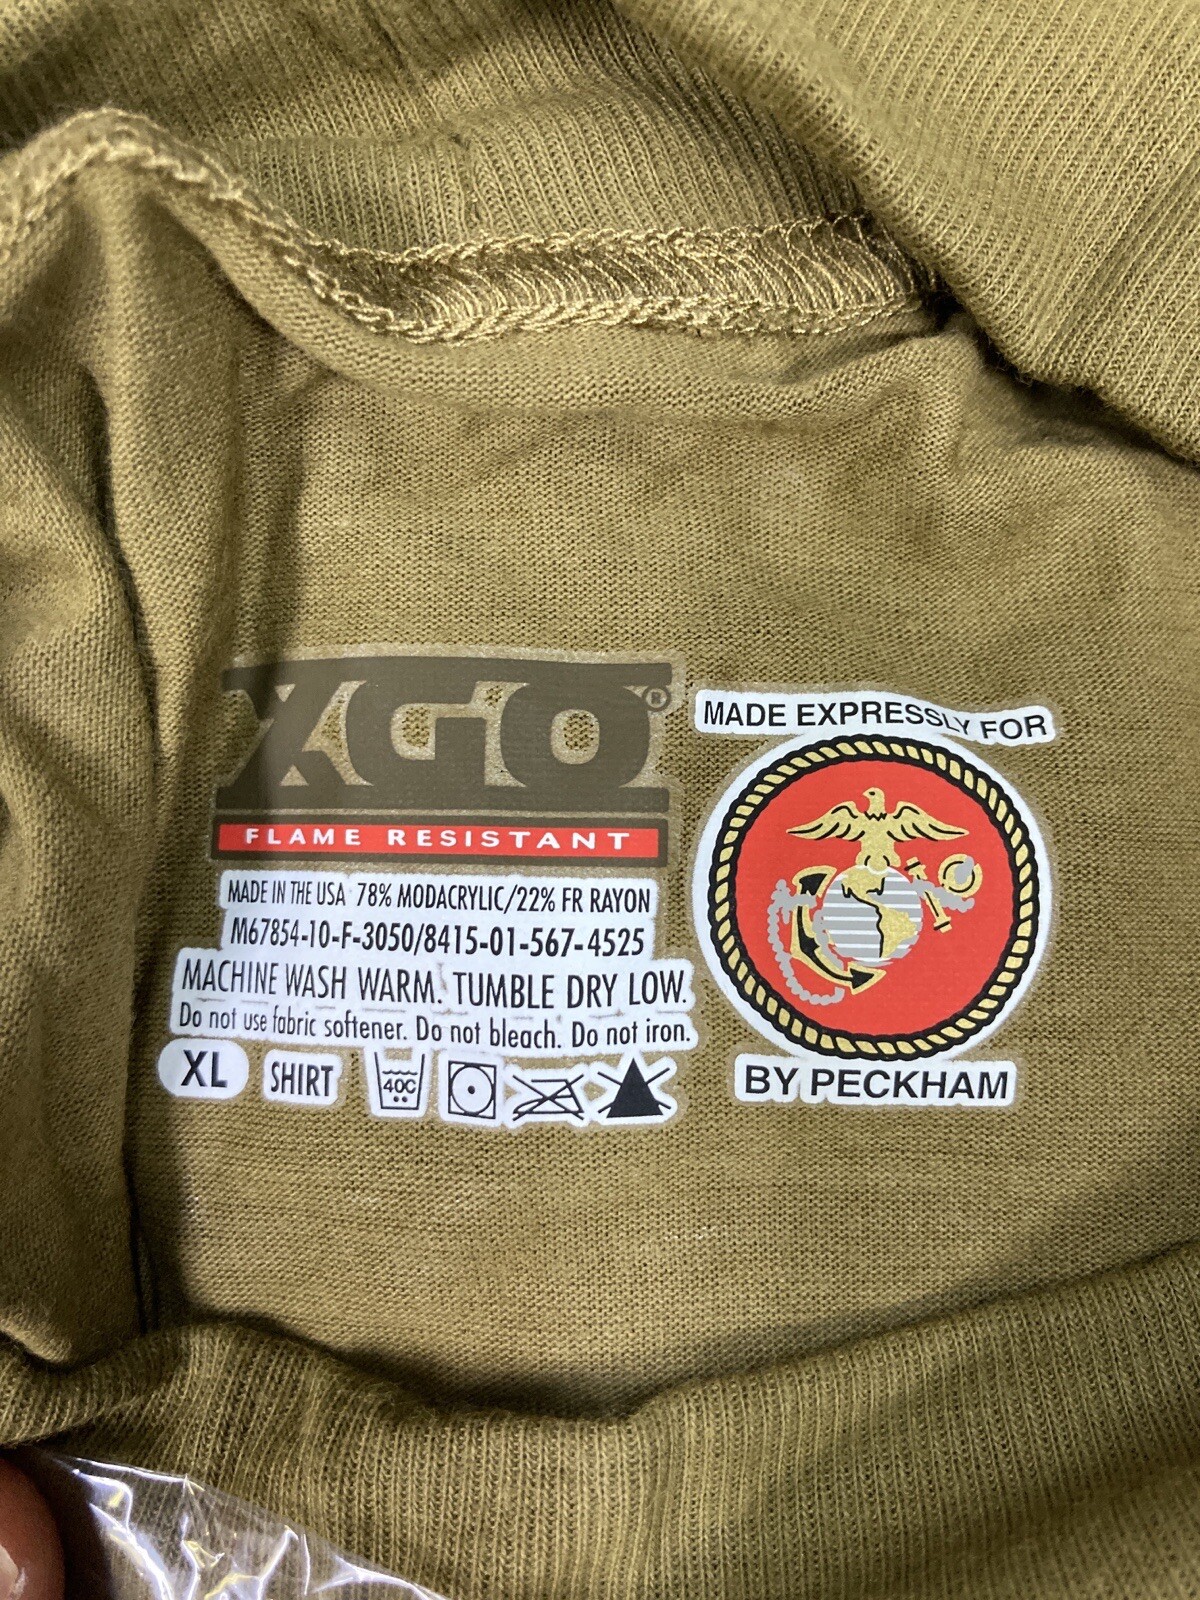 XGO®
FLAME RESISTANT
MADE IN THE USA 78% MODACRYLIC/22% FR RAYON
M67854-10-F-3050/8415-01-567-4525
MACHINE WASH WARM. TUMBLE DRY LOW.
Do not use fabric softener. Do not bleach. Do not iron.
XL SHIRT 40C
MADE EXPRESSLY FOR
BY PECKHAM